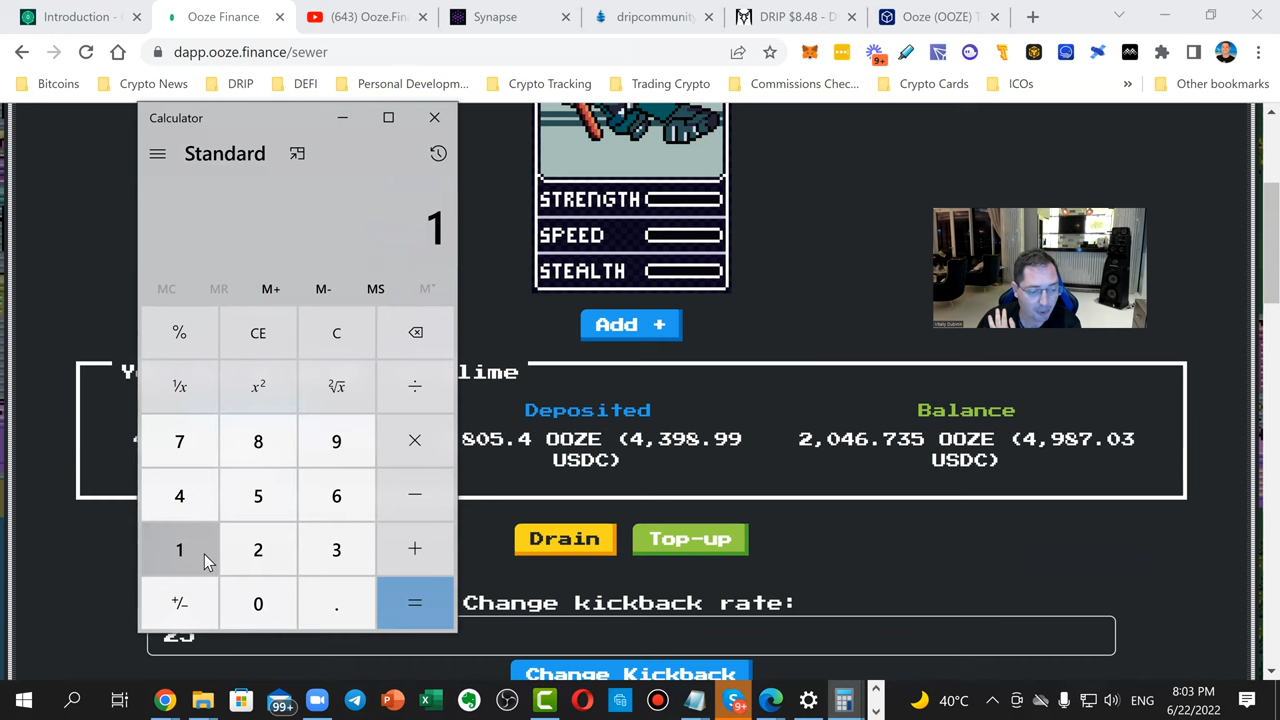 Introduction -
Ooze Finance
(643) Ooze.Fin
Synapse
dripcommunity
DRIP $8.48 - D
Ooze (OOZE) T
dapp.ooze.finance/sewer
9+
Bitcoins
Crypto News
DRIP
DEFI
Personal Developm...
Crypto Tracking
Trading Crypto
Commissions Chec...
Crypto Cards
ICOs
»
Other bookmarks
Calculator
Standard
1
MC MR M+ M- MS M˅
% CE C ⌫
¹/x x² ²√x ÷
7 8 9 ×
4 5 6 −
1 2 3 +
+/− 0 . =
STRENGTH
SPEED
STEALTH
Add +
lime
Deposited
805.4 OOZE (4,398.99
USDC)
Balance
2,046.735 OOZE (4,987.03
USDC)
Drain
Top-up
Change kickback rate:
Change Kickback
99+
9+
40°C
ENG
8:03 PM
6/22/2022